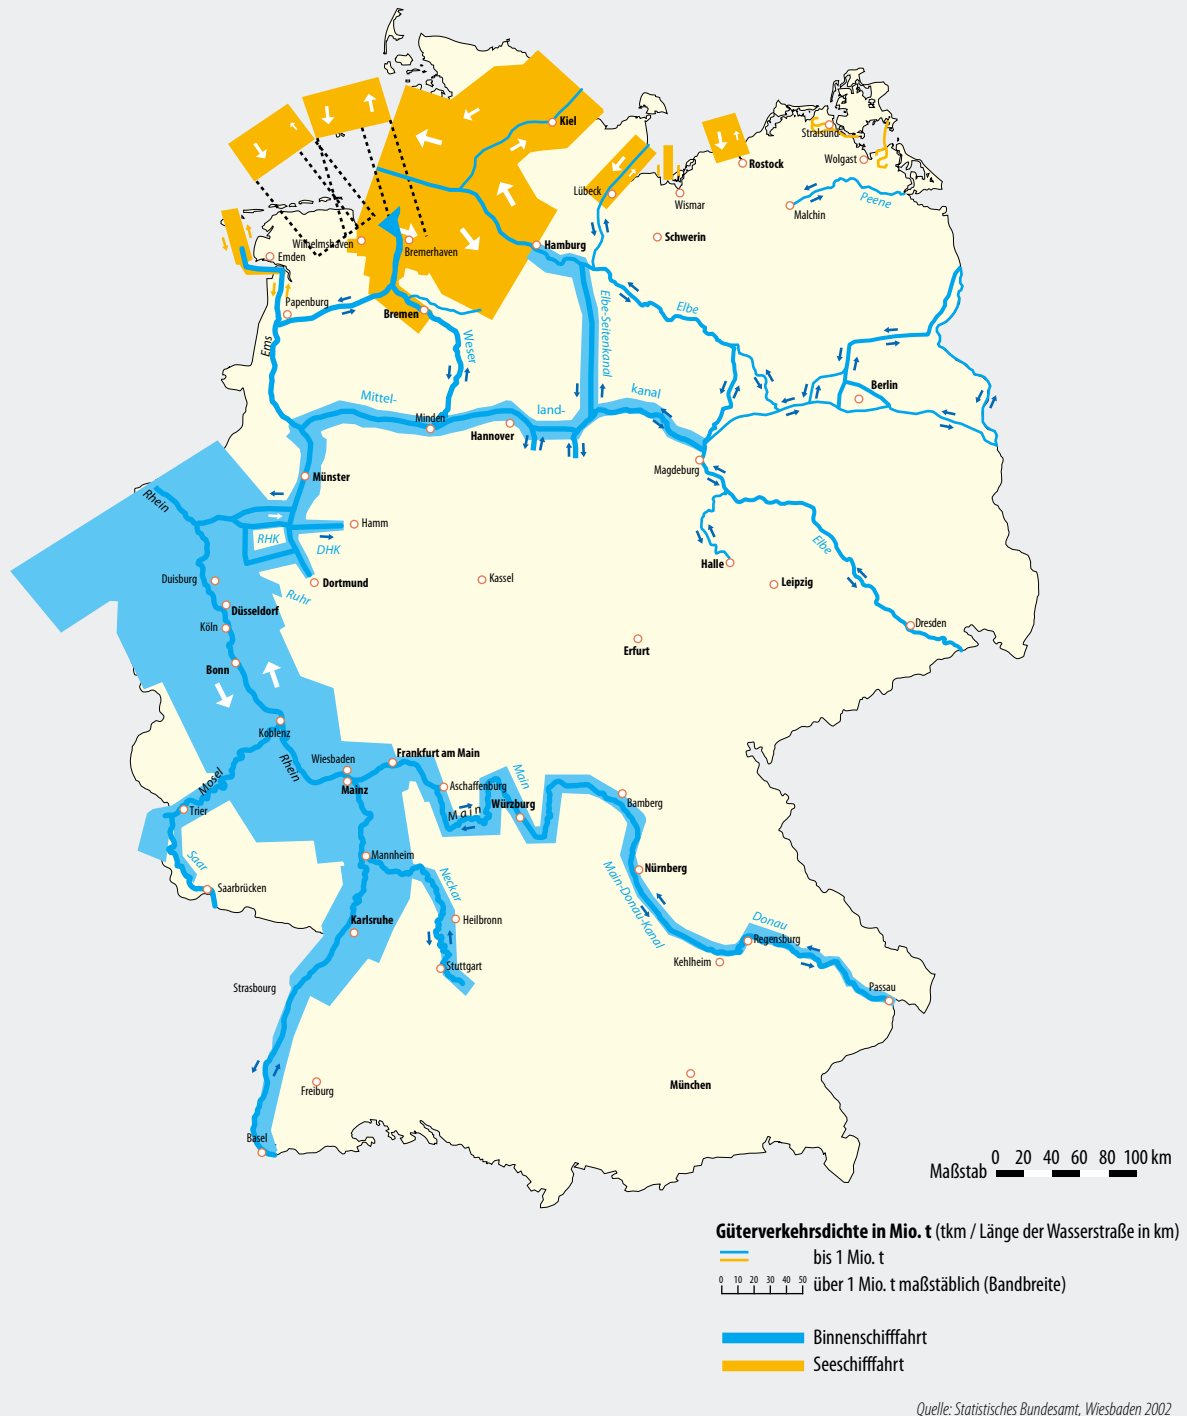 Kiel
Stralsund
Rostock
Wolgast
Lübeck
Wismar
Peene
Malchin
Wilhelmshaven
Schwerin
Hamburg
Bremerhaven
Emden
Papenburg
Bremen
Elbe-Seitenkanal
Elbe
Ems
Weser
Berlin
Mittel-
land-
kanal
Minden
Hannover
Magdeburg
Münster
Rhein
Hamm
RHK
DHK
Elbe
Halle
Leipzig
Duisburg
Dortmund
Kassel
Ruhr
Düsseldorf
Köln
Dresden
Erfurt
Bonn
Koblenz
Rhein
Wiesbaden
Frankfurt am Main
Mosel
Mainz
Aschaffenburg
Main
Main
Würzburg
Bamberg
Trier
Saar
Mannheim
Saarbrücken
Neckar
Nürnberg
Main-Donau-Kanal
Karlsruhe
Heilbronn
Donau
Regensburg
Kehlheim
Stuttgart
Strasbourg
Passau
Freiburg
München
Basel
Maßstab 0 20 40 60 80 100 km
Güterverkehrsdichte in Mio. t (tkm / Länge der Wasserstraße in km)
bis 1 Mio. t
0 10 20 30 40 50 über 1 Mio. t maßstäblich (Bandbreite)
Binnenschifffahrt
Seeschifffahrt
Quelle: Statistisches Bundesamt, Wiesbaden 2002